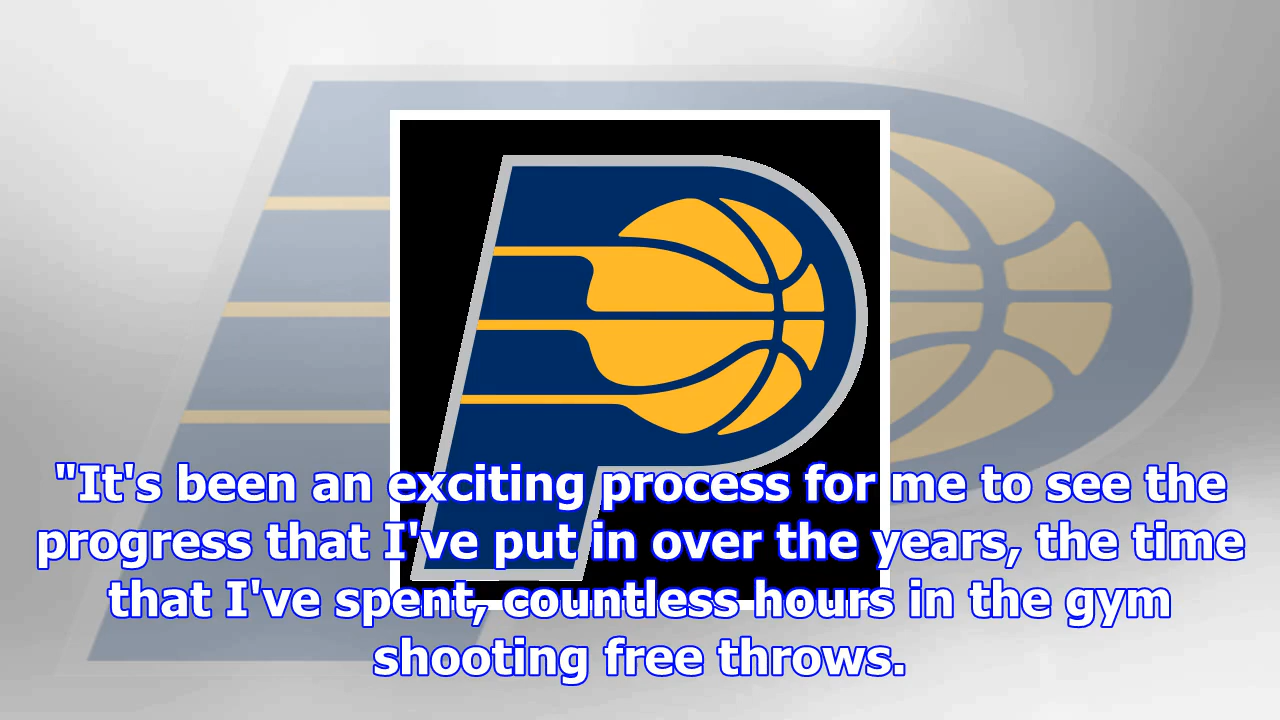 "It's been an exciting process for me to see the
progress that I've put in over the years, the time
that I've spent, countless hours in the gym
shooting free throws.